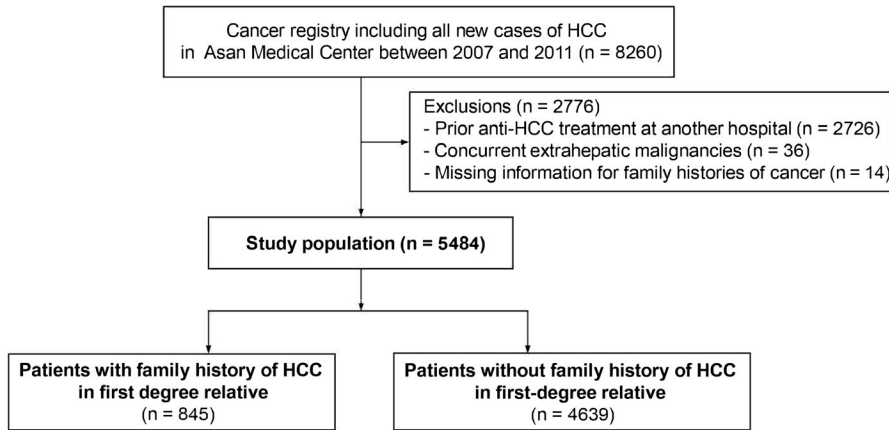 Cancer registry including all new cases of HCC
in Asan Medical Center between 2007 and 2011 (n = 8260)
Exclusions (n = 2776)
- Prior anti-HCC treatment at another hospital (n = 2726)
- Concurrent extrahepatic malignancies (n = 36)
- Missing information for family histories of cancer (n = 14)
Study population (n = 5484)
Patients with family history of HCC
in first degree relative
(n = 845)
Patients without family history of HCC
in first-degree relative
(n = 4639)